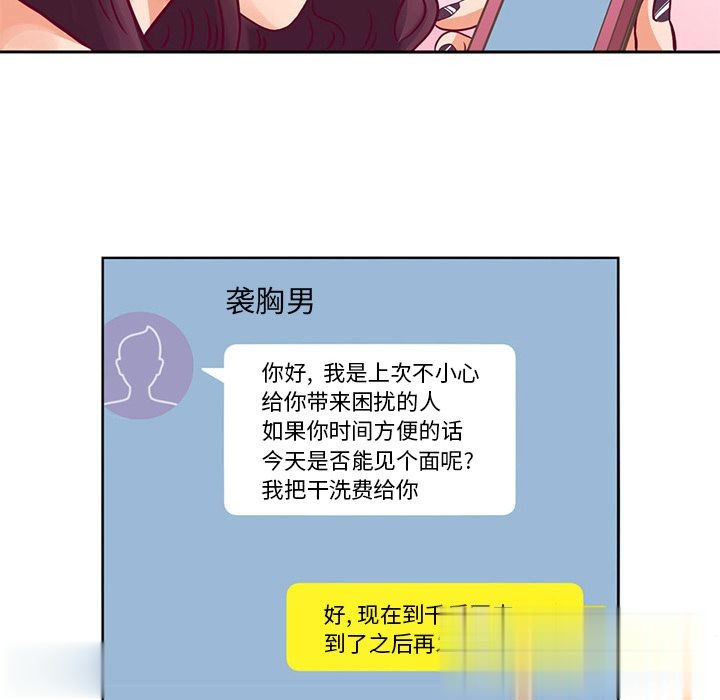 袭胸男
你好, 我是上次不小心
给你带来困扰的人
如果你时间方便的话
今天是否能见个面呢?
我把干洗费给你
好, 现在到千
到了之后再